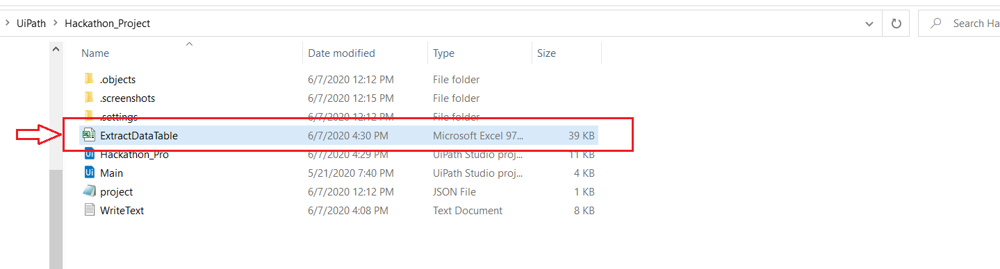 UiPath > Hackathon_Project Search Ha
Name Date modified Type Size
.objects 6/7/2020 12:12 PM File folder
.screenshots 6/7/2020 12:15 PM File folder
.settings 6/7/2020 12:12 PM File folder
ExtractDataTable 6/7/2020 4:30 PM Microsoft Excel 97... 39 KB
Ui Hackathon_Pro 6/7/2020 4:29 PM UiPath Studio proj... 11 KB
Ui Main 5/21/2020 7:40 PM UiPath Studio proj... 4 KB
project 6/7/2020 12:12 PM JSON File 1 KB
WriteText 6/7/2020 4:08 PM Text Document 8 KB